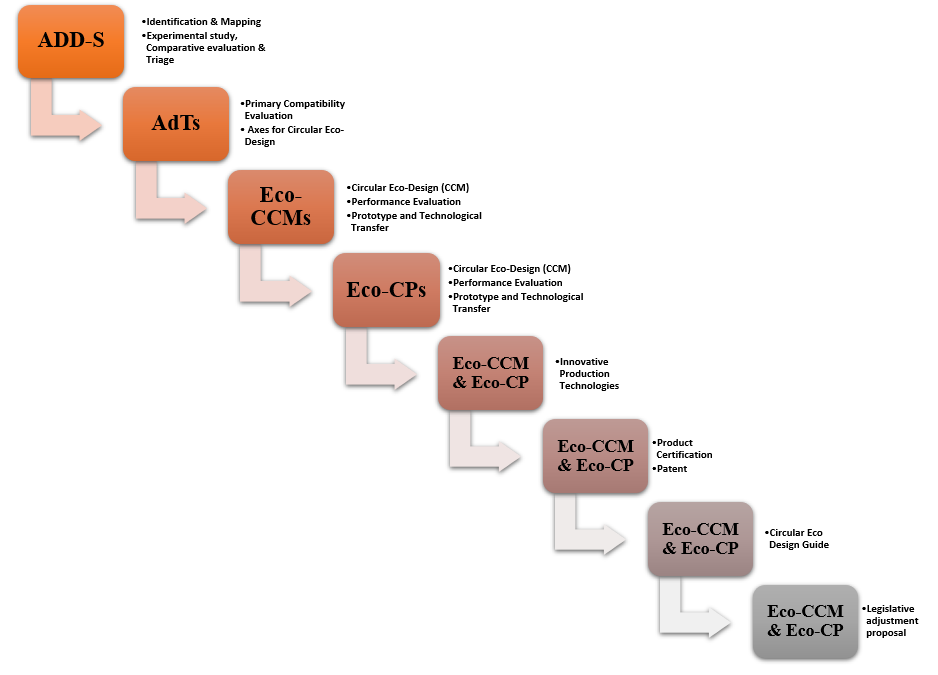 ADD-S
•Identification & Mapping
•Experimental study,
Comparative evaluation &
Triage
AdTs
•Primary Compatibility
Evaluation
• Axes for Circular Eco-
Design
Eco-
CCMs
•Circular Eco-Design (CCM)
•Performance Evaluation
•Prototype and Technological
Transfer
Eco-CPs
•Circular Eco-Design (CCM)
•Performance Evaluation
•Prototype and Technological
Transfer
Eco-CCM
& Eco-CP
•Innovative
Production
Technologies
Eco-CCM
& Eco-CP
•Product
Certification
•Patent
Eco-CCM
& Eco-CP
•Circular Eco
Design Guide
Eco-CCM
& Eco-CP
•Legislative
adjustment
proposal